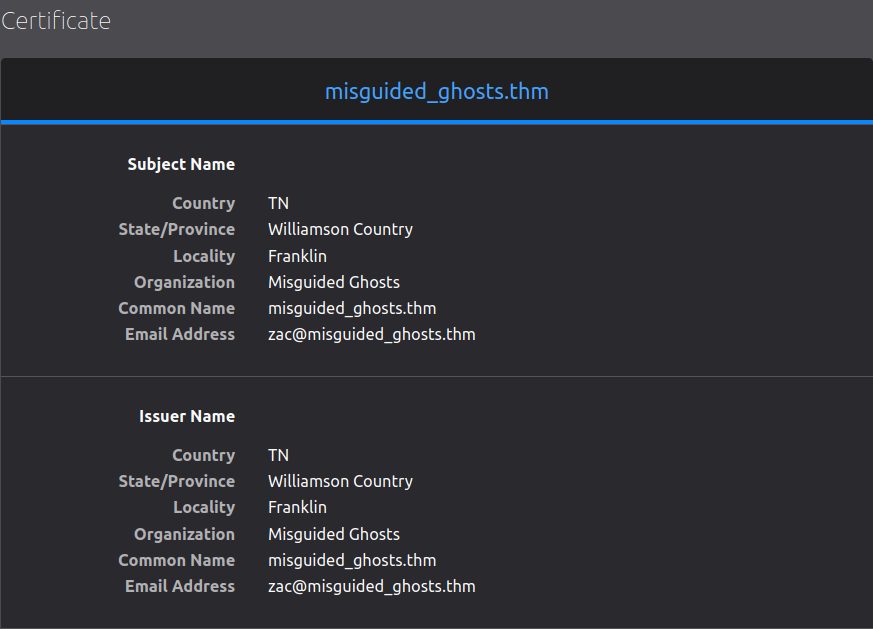 Certificate
misguided_ghosts.thm
Subject Name
Country TN
State/Province Williamson Country
Locality Franklin
Organization Misguided Ghosts
Common Name misguided_ghosts.thm
Email Address zac@misguided_ghosts.thm
Issuer Name
Country TN
State/Province Williamson Country
Locality Franklin
Organization Misguided Ghosts
Common Name misguided_ghosts.thm
Email Address zac@misguided_ghosts.thm